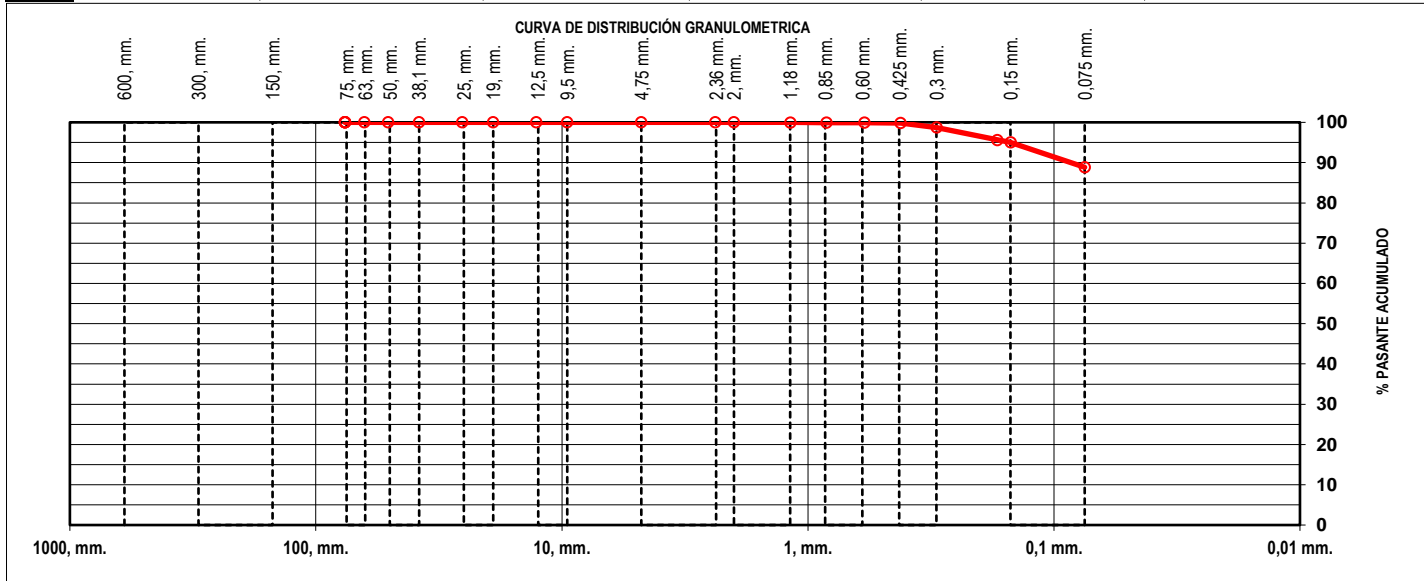 CURVA DE DISTRIBUCIÓN GRANULOMETRICA
600, mm.
300, mm.
150, mm.
75, mm.
63, mm.
50, mm.
38,1 mm.
25, mm.
19, mm.
12,5 mm.
9,5 mm.
4,75 mm.
2,36 mm.
2, mm.
1,18 mm.
0,85 mm.
0,60 mm.
0,425 mm.
0,3 mm.
0,15 mm.
0,075 mm.
100
90
80
70
60
50
40
30
20
10
0
% PASANTE ACUMULADO
1000, mm.
100, mm.
10, mm.
1, mm.
0,1 mm.
0,01 mm.